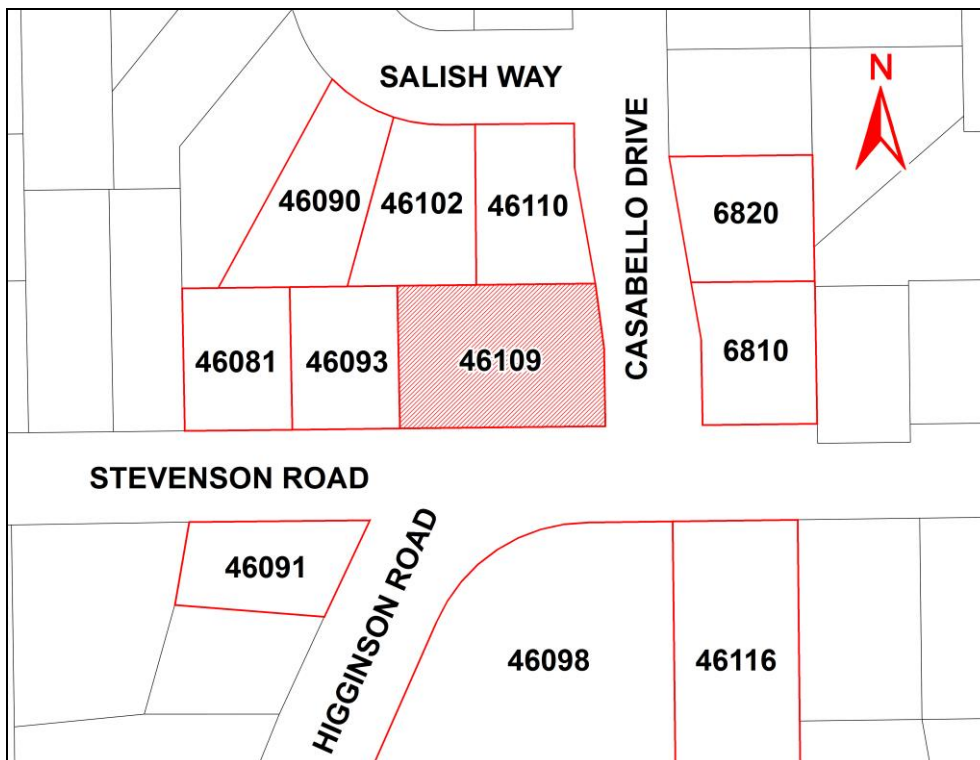 SALISH WAY
N
CASABELLO DRIVE
46090
46102
46110
6820
46081
46093
46109
6810
STEVENSON ROAD
HIGGINSON ROAD
46091
46098
46116